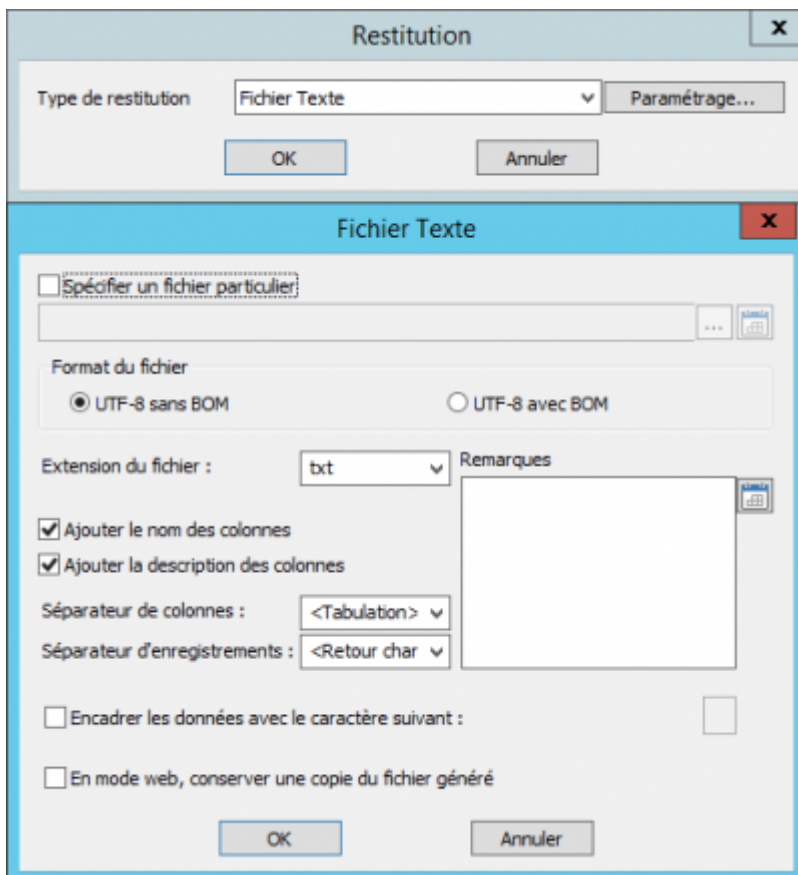 Restitution
x
Type de restitution Fichier Texte Paramétrage...
OK Annuler
Fichier Texte
x
Spécifier un fichier particulier
...
Format du fichier
UTF-8 sans BOM UTF-8 avec BOM
Extension du fichier : txt Remarques
Ajouter le nom des colonnes
Ajouter la description des colonnes
Séparateur de colonnes : <Tabulation>
Séparateur d'enregistrements : <Retour char
Encadrer les données avec le caractère suivant :
En mode web, conserver une copie du fichier généré
OK Annuler